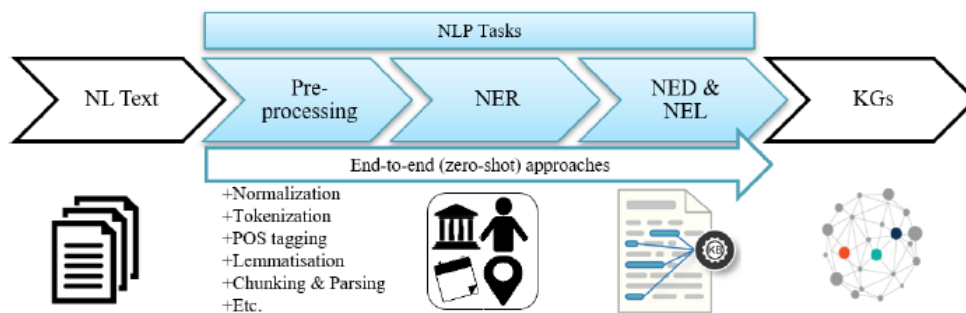 NLP Tasks
NL Text
Pre-
processing
NER
NED &
NEL
KGs
End-to-end (zero-shot) approaches
+Normalization
+Tokenization
+POS tagging
+Lemmatisation
+Chunking & Parsing
+Etc.
KB